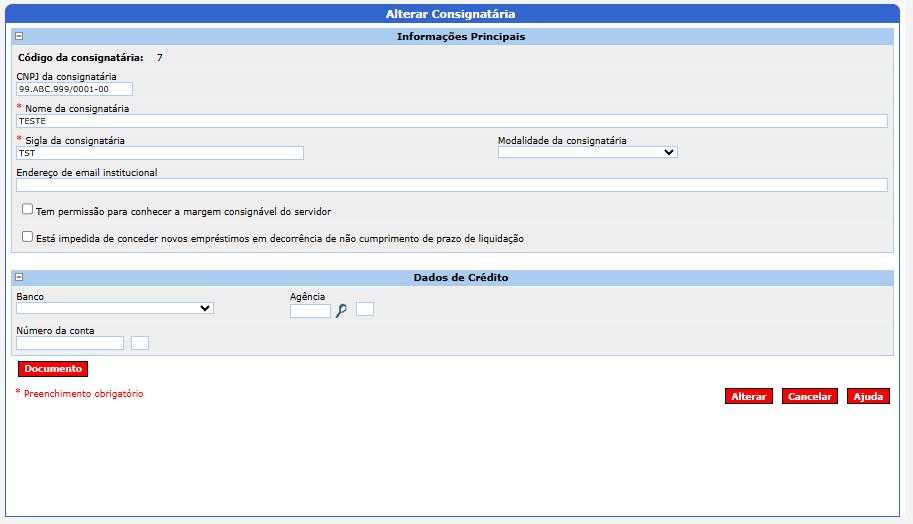 Alterar Consignatária
Informações Principais
Código da consignatária: 7
CNPJ da consignatária
99.ABC.999/0001-00
* Nome da consignatária
TESTE
* Sigla da consignatária
TST
Modalidade da consignatária
Endereço de email institucional
Tem permissão para conhecer a margem consignável do servidor
Está impedida de conceder novos empréstimos em decorrência de não cumprimento de prazo de liquidação
Dados de Crédito
Banco
Agência
Número da conta
Documento
* Preenchimento obrigatório
Alterar Cancelar Ajuda